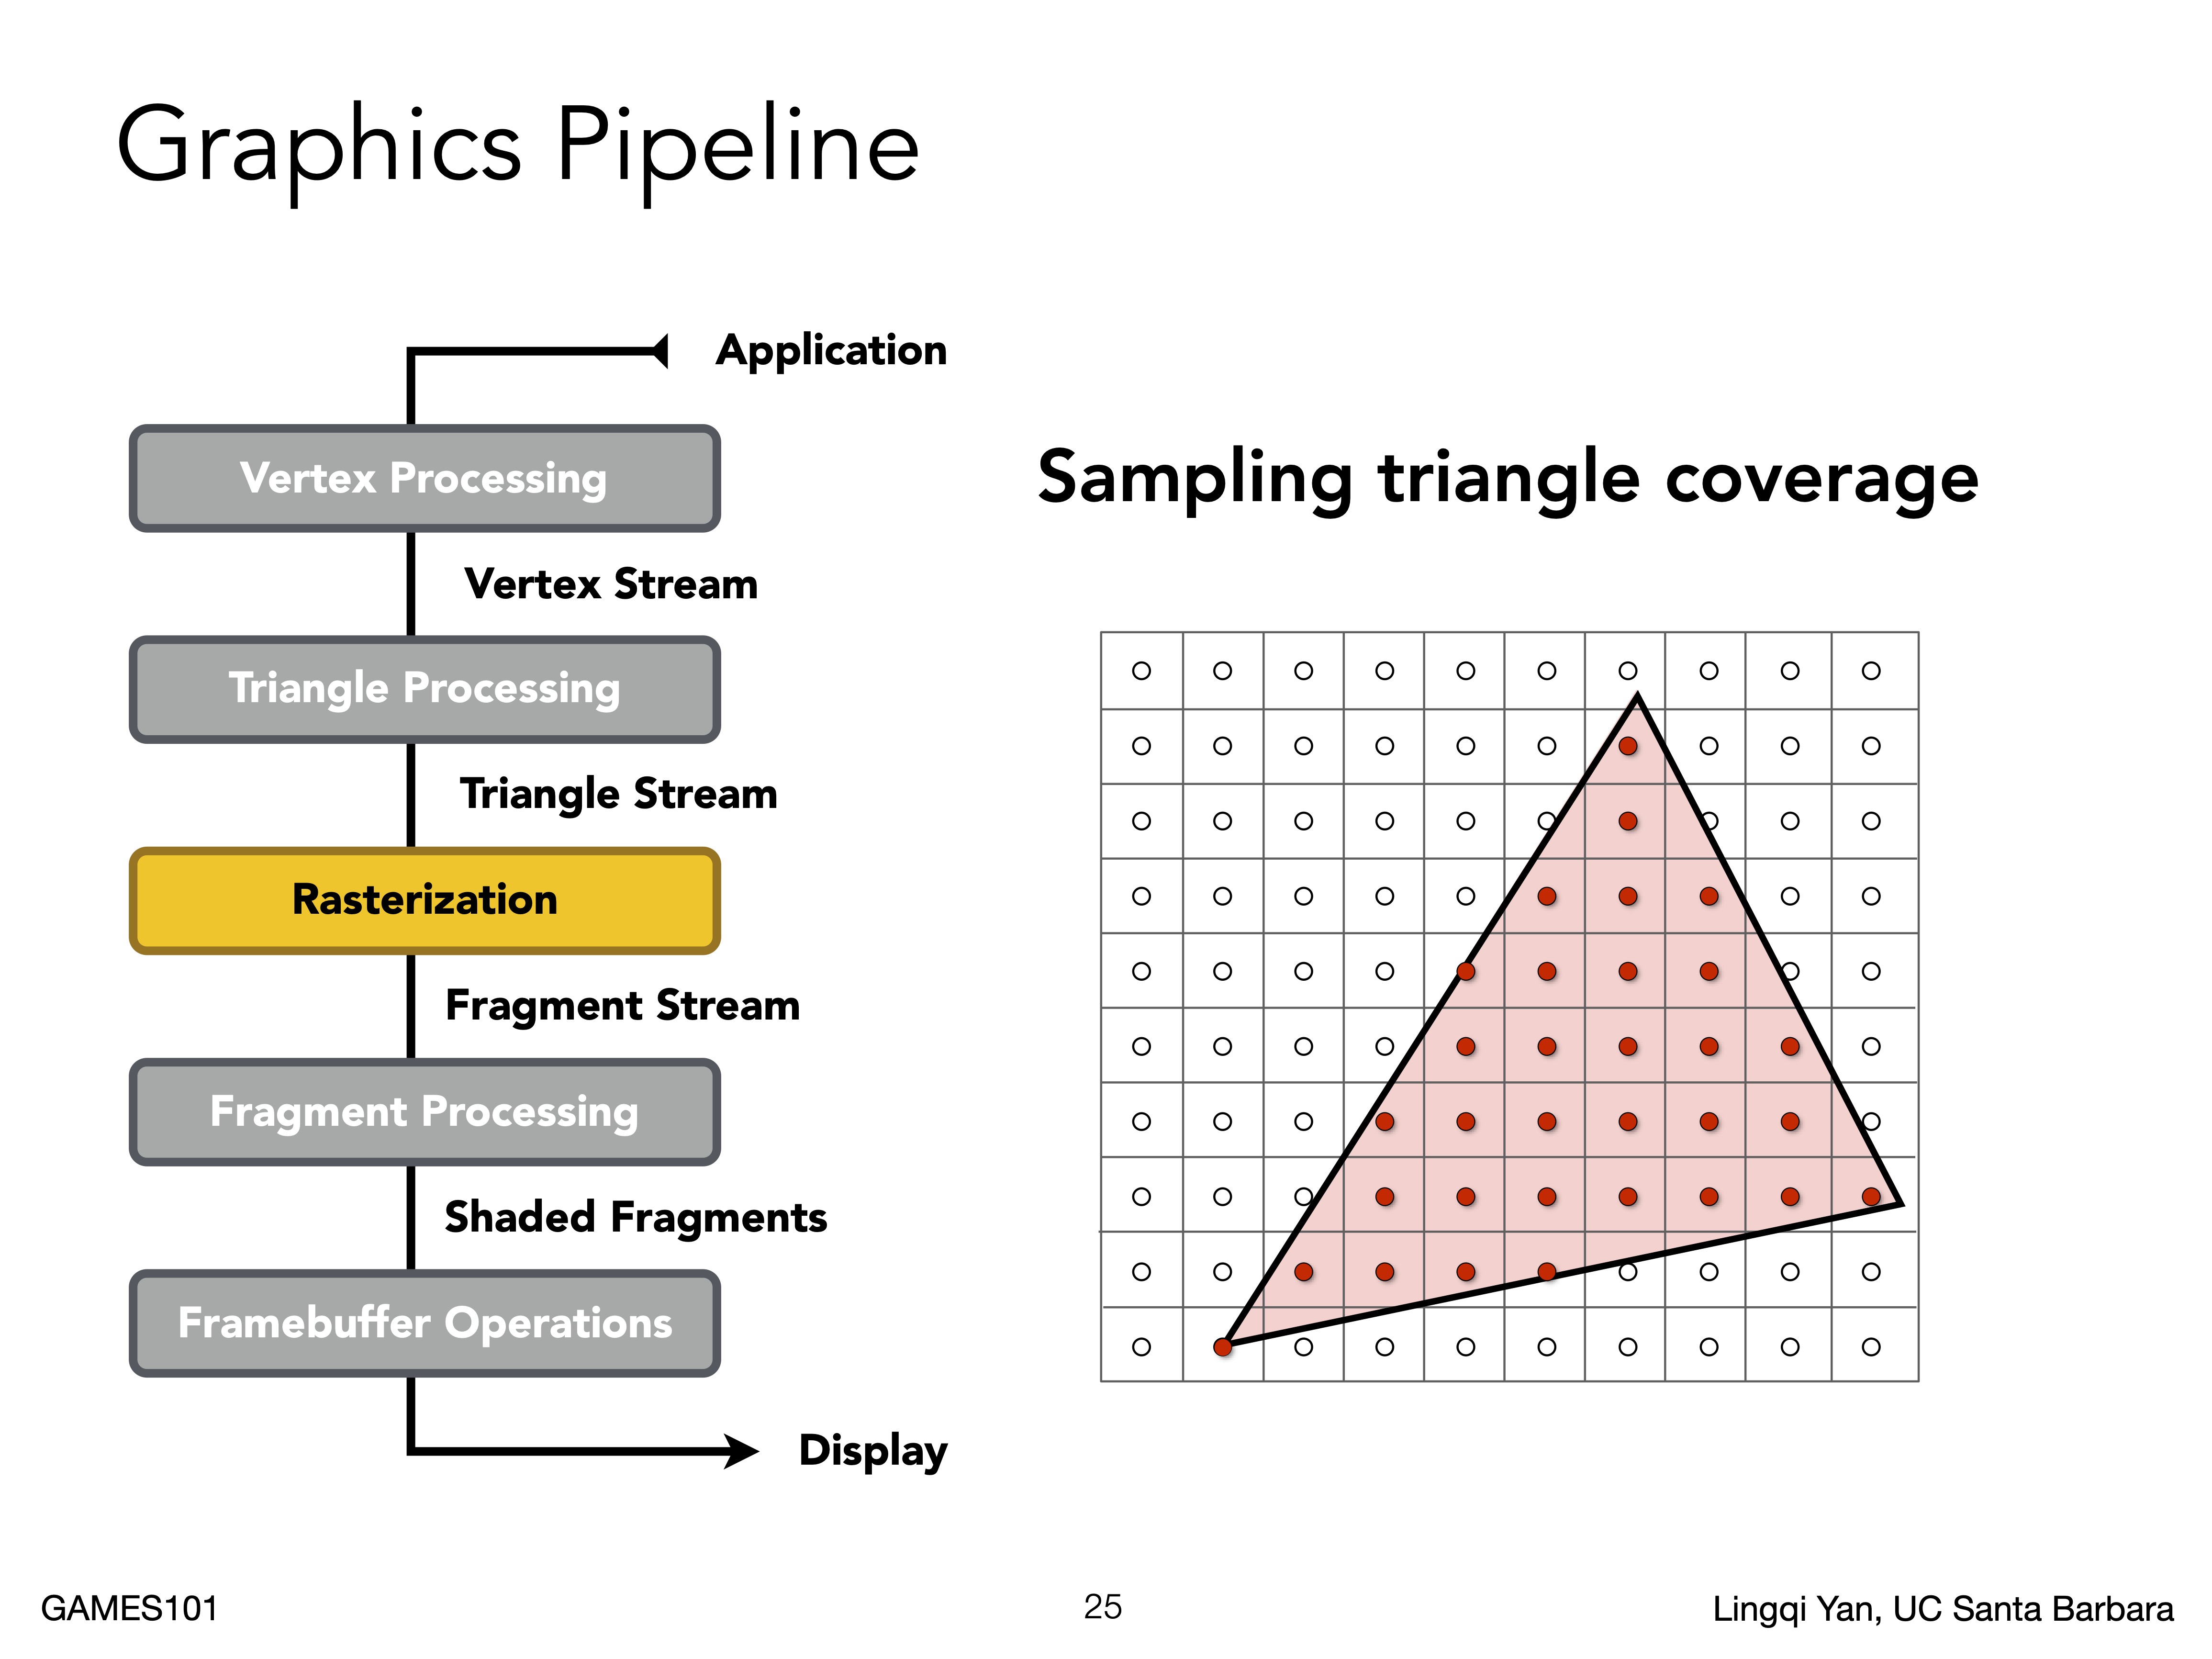 Graphics Pipeline
Application
Vertex Processing
Vertex Stream
Triangle Processing
Triangle Stream
Rasterization
Fragment Stream
Fragment Processing
Shaded Fragments
Framebuffer Operations
Display
Sampling triangle coverage
GAMES101
25
Lingqi Yan, UC Santa Barbara